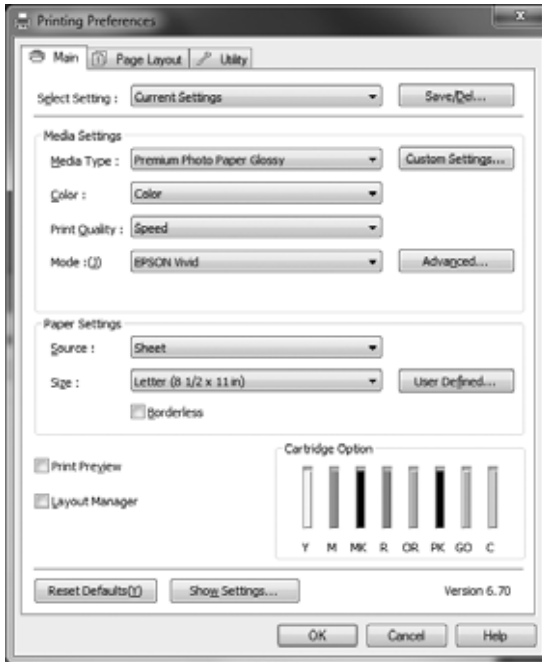 Printing Preferences
Main Page Layout Utility
Select Setting : Current Settings Save/Del...
Media Settings
Media Type : Premium Photo Paper Glossy Custom Settings...
Color : Color
Print Quality : Speed
Mode :(J) EPSON Vivid Advanced...
Paper Settings
Source : Sheet
Size : Letter (8 1/2 x 11 in) User Defined...
Borderless
Print Preview
Layout Manager
Cartridge Option
Y M MK R OR PK GO C
Reset Defaults(Y) Show Settings... Version 6.70
OK Cancel Help